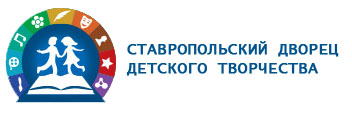 СТАВРОПОЛЬСКИЙ ДВОРЕЦ
ДЕТСКОГО ТВОРЧЕСТВА